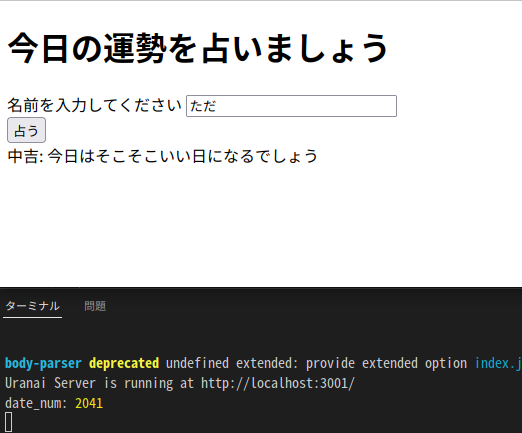 今日の運勢を占いましょう
名前を入力してください ただ
占う
中吉: 今日はそこそこいい日になるでしょう
ターミナル 問題
body-parser deprecated undefined extended: provide extended option index.j
Uranai Server is running at http://localhost:3001/
date_num: 2041